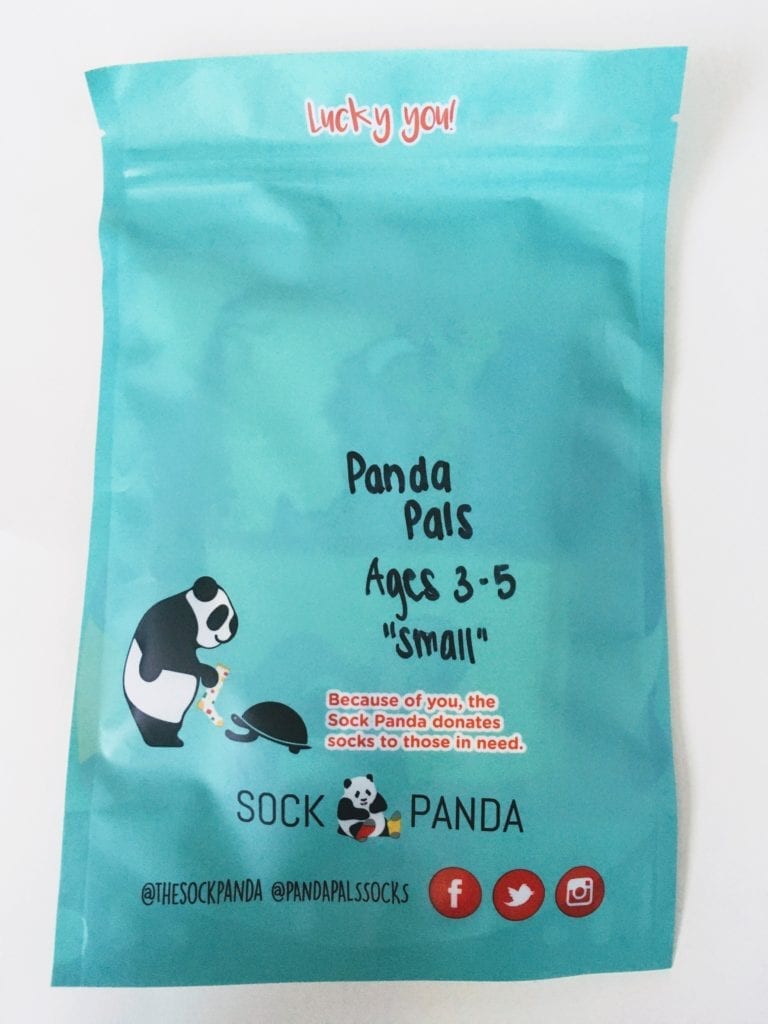 Lucky you!
Panda
Pals
Ages 3-5
"small"
Because of you, the
Sock Panda donates
socks to those in need.
SOCK PANDA
@THESOCKPANDA @PANDAPALSSOCKS